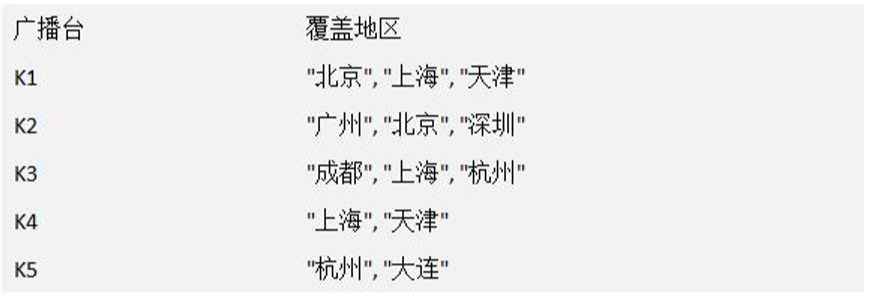 广播台 覆盖地区
K1 "北京", "上海", "天津"
K2 "广州", "北京", "深圳"
K3 "成都", "上海", "杭州"
K4 "上海", "天津"
K5 "杭州", "大连"